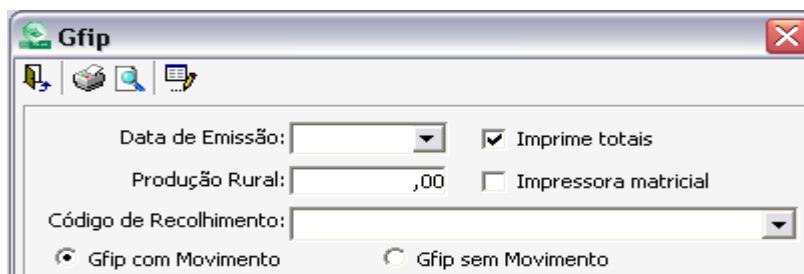 Gfip
Data de Emissão: Imprime totais
Produção Rural: ,00 Impressora matricial
Código de Recolhimento:
Gfip com Movimento Gfip sem Movimento